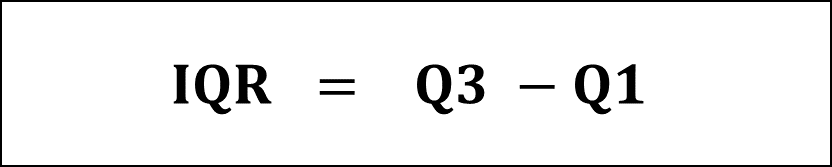 IQR = Q3 − Q1